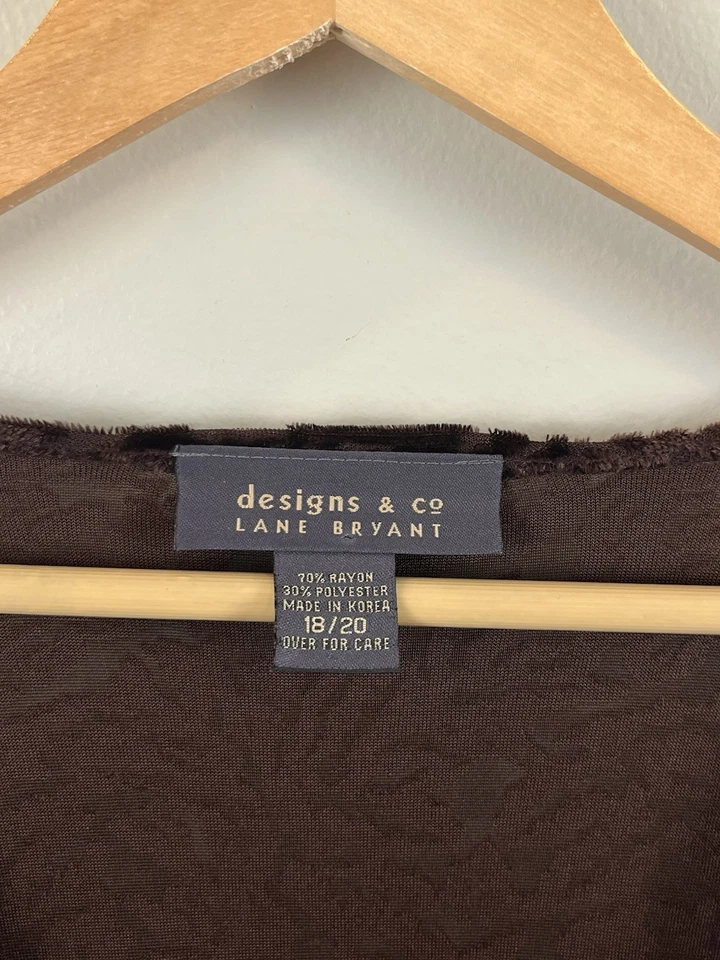 designs & Cº
LANE BRYANT
70% RAYON
30% POLYESTER
MADE IN KOREA
18/20
OVER FOR CARE